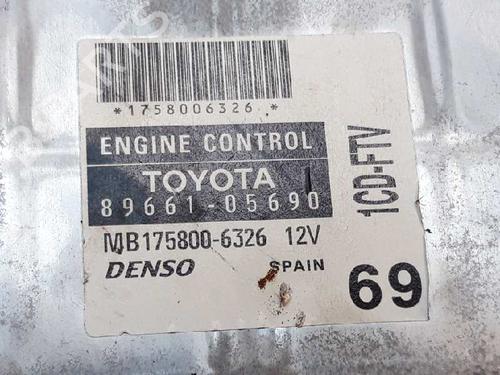 *1758006326*
ENGINE CONTROL
TOYOTA
89661-05690
MB175800-6326 12V
DENSO SPAIN
1CD-FTV
69